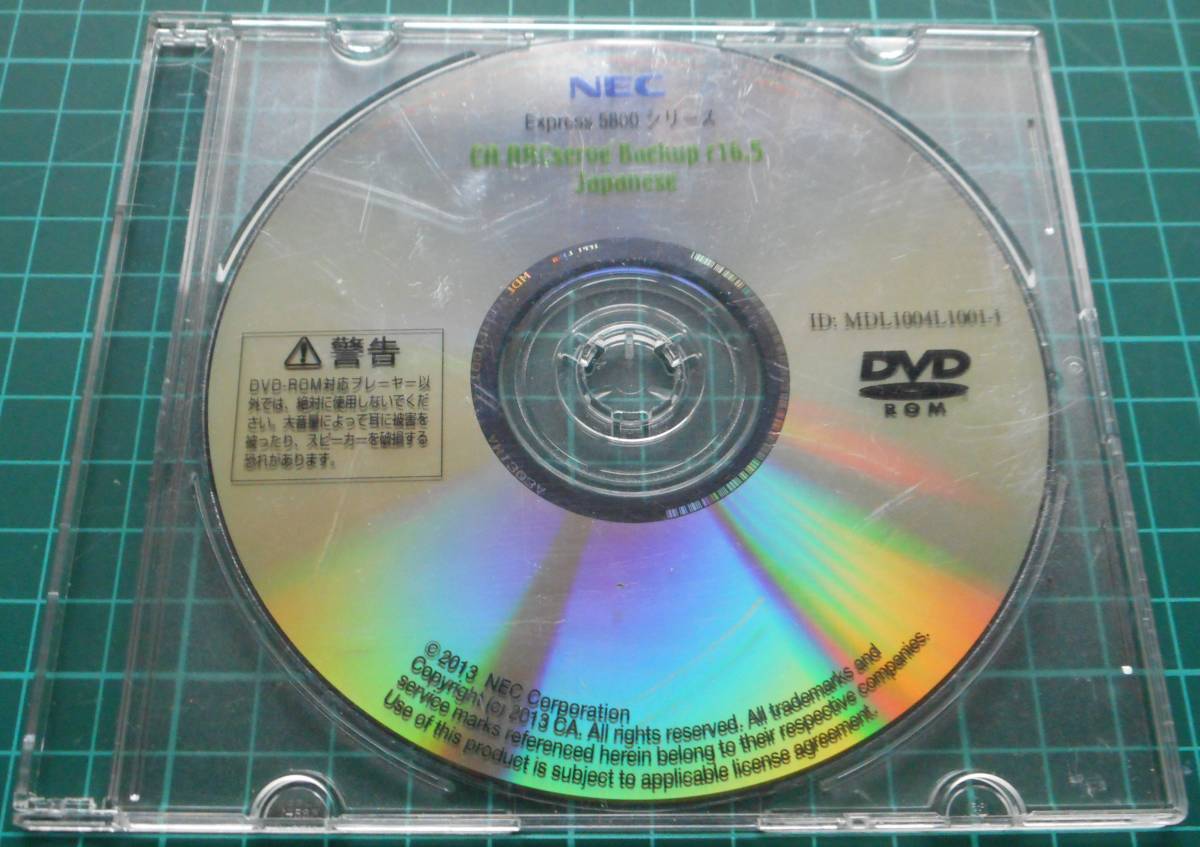 NEC
Express 5800 シリーズ
CA ARCserve Backup r16.5
Japanese
ID: MDL1004L1001-1
DVD
ROM
警告
DVD-ROM対応プレーヤー以
外では、絶対に使用しないでくだ
さい。大音量によって耳に被害を
被ったり、スピーカーを破損する
恐れがあります。
© 2013 NEC Corporation
Copyright (c) 2013 CA. All rights reserved. All trademarks and
service marks referenced herein belong to their respective companies.
Use of this product is subject to applicable license agreement.